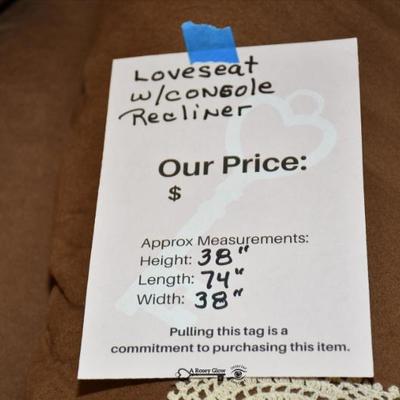 Loveseat
w/console
Recliner
Our Price:
$
Approx Measurements:
Height: 38"
Length: 74"
Width: 38"
Pulling this tag is a
commitment to purchasing this item.
A Rosey Glow